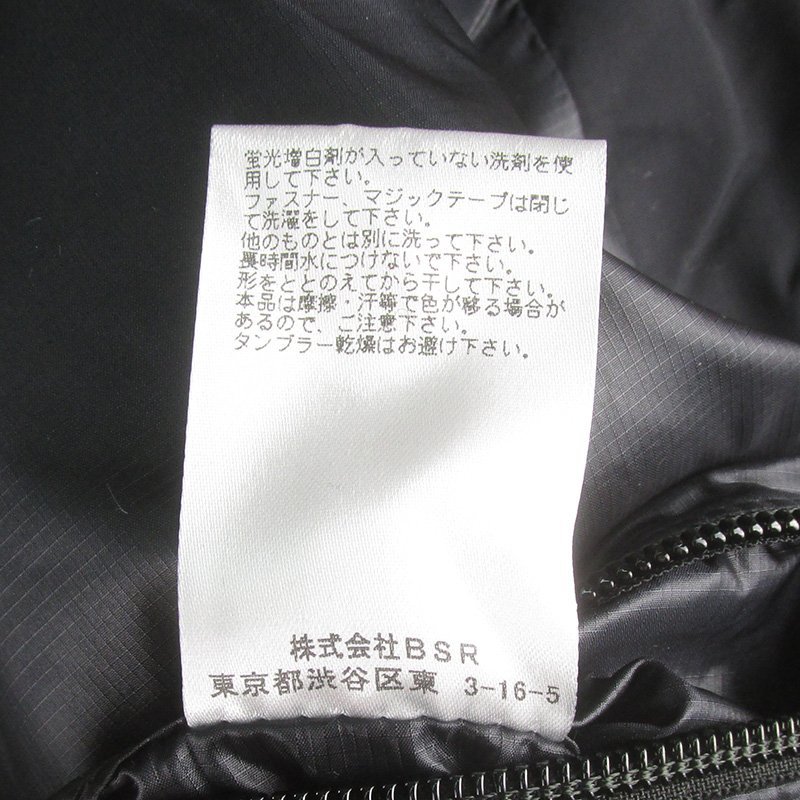 蛍光増白剤が入っていない洗剤を使
用して下さい。
ファスナー、マジックテープは閉じ
て洗濯をして下さい。
他のものとは別に洗って下さい。
長時間水につけないで下さい。
形をととのえてから干して下さい。
本品は摩擦・汗等で色が移る場合が
あるので、ご注意下さい。
タンブラー乾燥はお避け下さい。
株式会社BSR
東京都渋谷区東 3-16-5